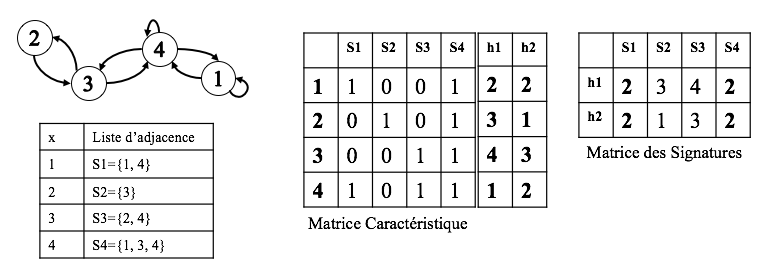 2
4
3
1
x Liste d'adjacence
1 S1={1, 4}
2 S2={3}
3 S3={2, 4}
4 S4={1, 3, 4}
S1 S2 S3 S4 h1 h2
1 1 0 0 1 2 2
2 0 1 0 1 3 1
3 0 0 1 1 4 3
4 1 0 1 1 1 2
Matrice Caractéristique
S1 S2 S3 S4
h1 2 3 4 2
h2 2 1 3 2
Matrice des Signatures